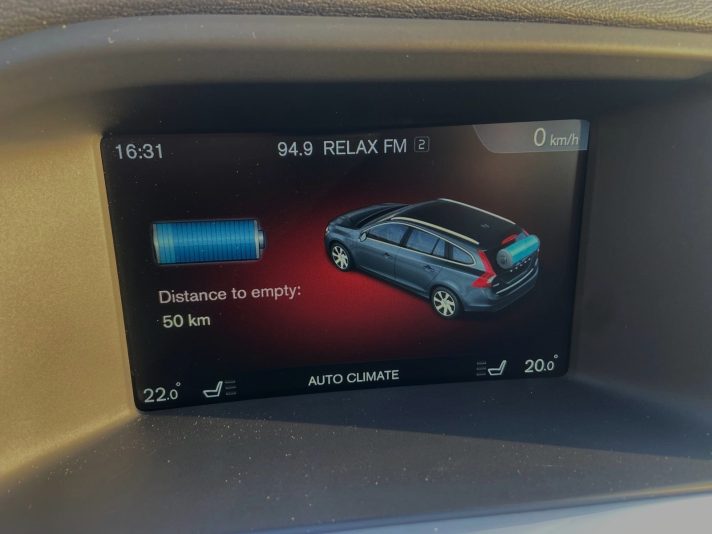 16:31
94.9 RELAX FM 2
0 km/h
Distance to empty:
50 km
22.0°
AUTO CLIMATE
20.0°